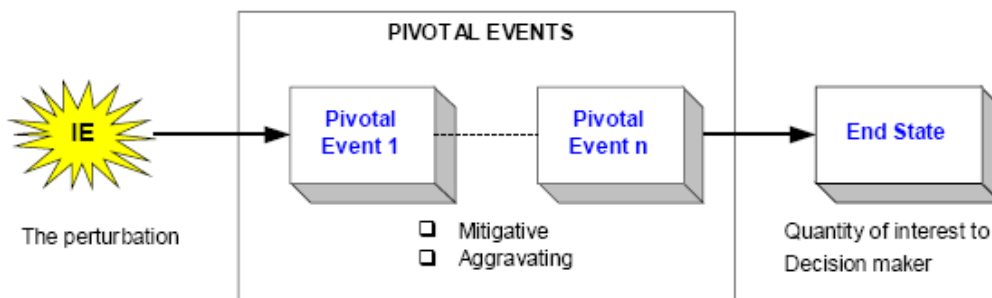 PIVOTAL EVENTS
IE
Pivotal
Event 1
Pivotal
Event n
End State
The perturbation
Mitigative
Aggravating
Quantity of interest to
Decision maker